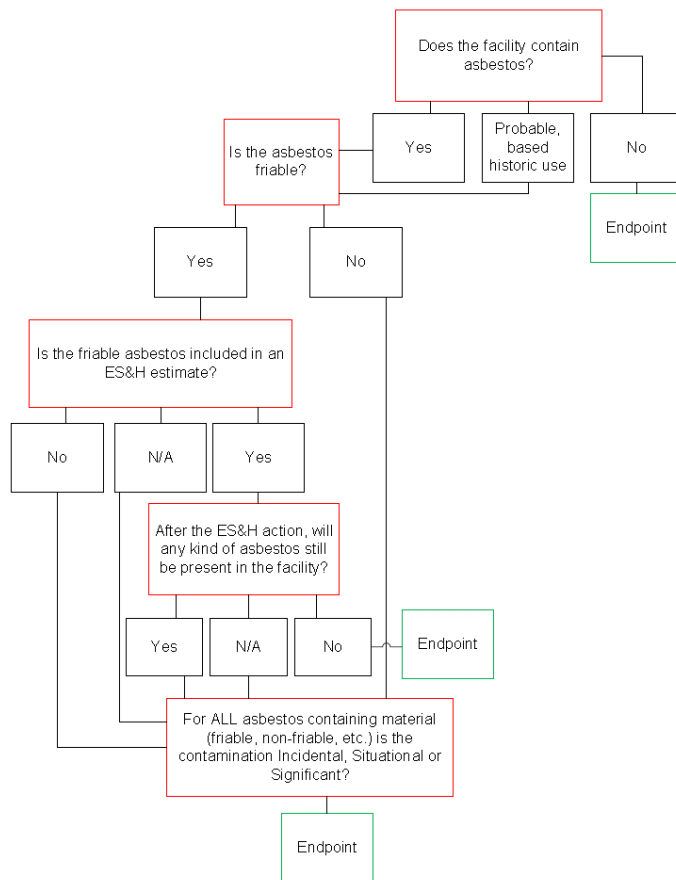 Does the facility contain
asbestos?
Yes
Probable,
based
historic use
No
Is the asbestos
friable?
Endpoint
Yes
No
Is the friable asbestos included in an
ES&H estimate?
No
N/A
Yes
After the ES&H action, will
any kind of asbestos still
be present in the facility?
Yes
N/A
No
Endpoint
For ALL asbestos containing material
(friable, non-friable, etc.) is the
contamination Incidental, Situational or
Significant?
Endpoint